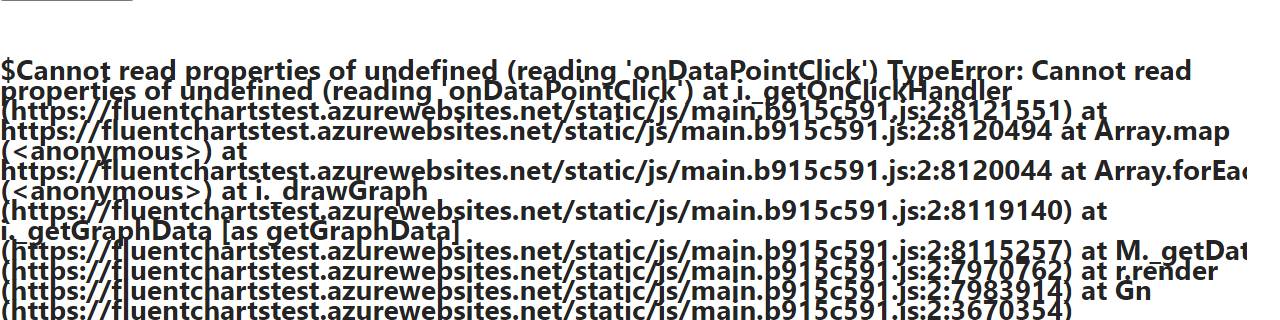 $Cannot read properties of undefined (reading 'onDataPointClick') TypeError: Cannot read
properties of undefined (reading 'onDataPointClick') at i._getOnClickHandler
(https://fluentchartstest.azurewebsites.net/static/js/main.b915c591.js:2:8121551) at
https://fluentchartstest.azurewebsites.net/static/js/main.b915c591.js:2:8120494 at Array.map
(<anonymous>) at
https://fluentchartstest.azurewebsites.net/static/js/main.b915c591.js:2:8120044 at Array.forEac
(<anonymous>) at i._drawGraph
(https://fluentchartstest.azurewebsites.net/static/js/main.b915c591.js:2:8119140) at
i._getGraphData [as getGraphData]
(https://fluentchartstest.azurewebsites.net/static/js/main.b915c591.js:2:8115257) at M._getDat
(https://fluentchartstest.azurewebsites.net/static/js/main.b915c591.js:2:7970762) at r.render
(https://fluentchartstest.azurewebsites.net/static/js/main.b915c591.js:2:7983914) at Gn
(https://fluentchartstest.azurewebsites.net/static/js/main.b915c591.js:2:3670354)